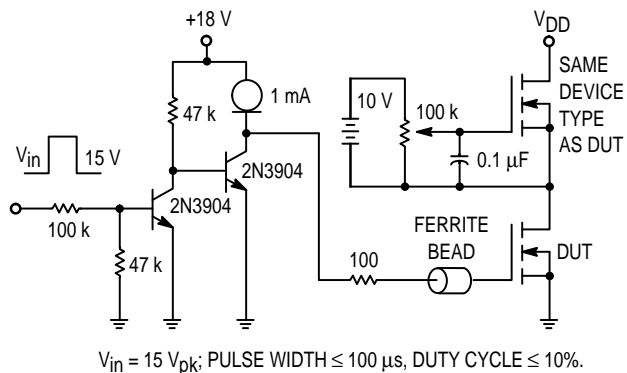 +18 V
V_DD
1 mA
47 k
V_in
15 V
100 k
2N3904
47 k
2N3904
10 V
100 k
0.1 μF
SAME
DEVICE
TYPE
AS DUT
FERRITE
BEAD
100
DUT
V_in = 15 V_pk; PULSE WIDTH ≤ 100 μs, DUTY CYCLE ≤ 10%.